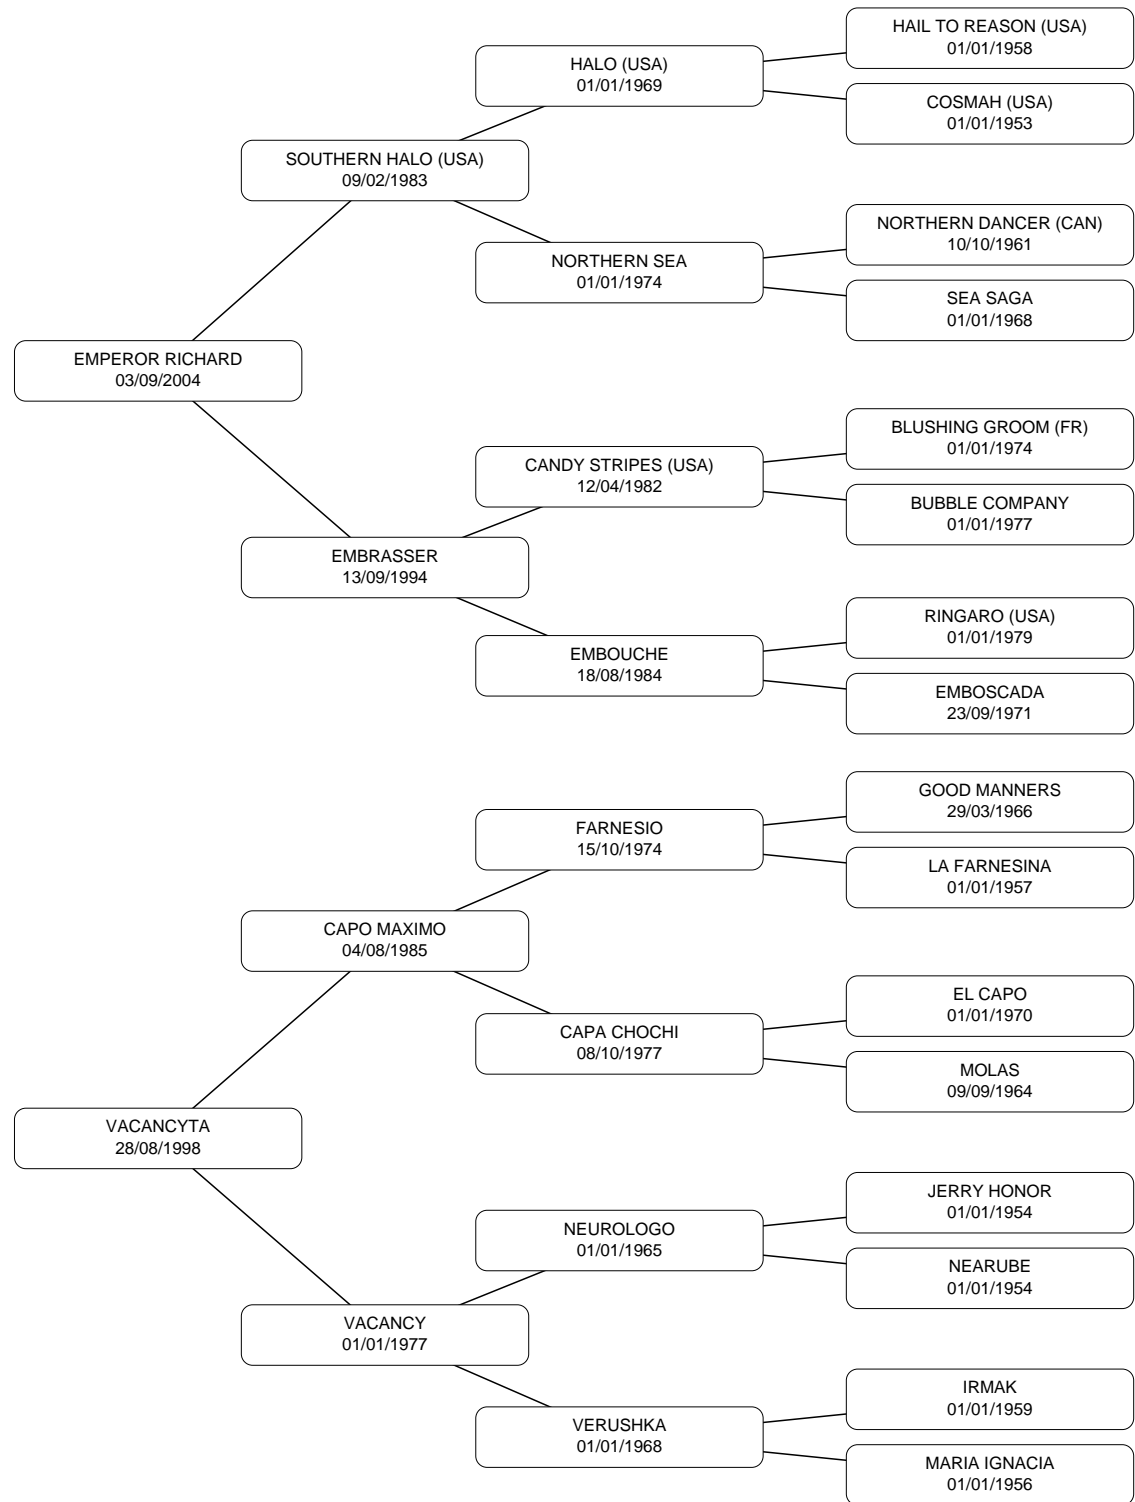 HAIL TO REASON (USA)
01/01/1958
HALO (USA)
01/01/1969
COSMAH (USA)
01/01/1953
SOUTHERN HALO (USA)
09/02/1983
NORTHERN DANCER (CAN)
10/10/1961
NORTHERN SEA
01/01/1974
SEA SAGA
01/01/1968
EMPEROR RICHARD
03/09/2004
BLUSHING GROOM (FR)
01/01/1974
CANDY STRIPES (USA)
12/04/1982
BUBBLE COMPANY
01/01/1977
EMBRASSER
13/09/1994
RINGARO (USA)
01/01/1979
EMBOUCHE
18/08/1984
EMBOSCADA
23/09/1971
GOOD MANNERS
29/03/1966
FARNESIO
15/10/1974
LA FARNESINA
01/01/1957
CAPO MAXIMO
04/08/1985
EL CAPO
01/01/1970
CAPA CHOCHI
08/10/1977
MOLAS
09/09/1964
VACANCYTA
28/08/1998
JERRY HONOR
01/01/1954
NEUROLOGO
01/01/1965
NEARUBE
01/01/1954
VACANCY
01/01/1977
IRMAK
01/01/1959
VERUSHKA
01/01/1968
MARIA IGNACIA
01/01/1956